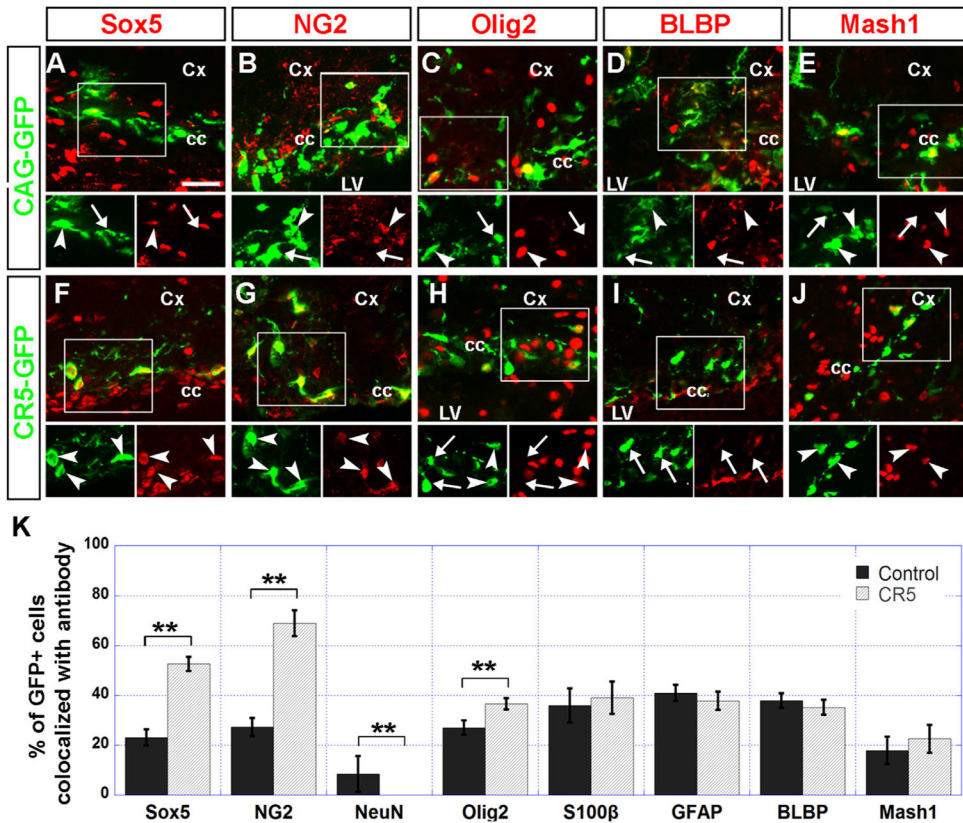 Sox5 NG2 Olig2 BLBP Mash1
CAG-GFP
A Cx cc
B Cx cc LV
C Cx cc LV
D Cx cc LV
E Cx cc LV
CR5-GFP
F Cx cc
G Cx cc
H Cx cc LV
I Cx cc LV
J Cx cc
K
% of GFP+ cells
colocalized with antibody
100
80
60
40
20
0
** ** ** **
Control
CR5
Sox5 NG2 NeuN Olig2 S100β GFAP BLBP Mash1